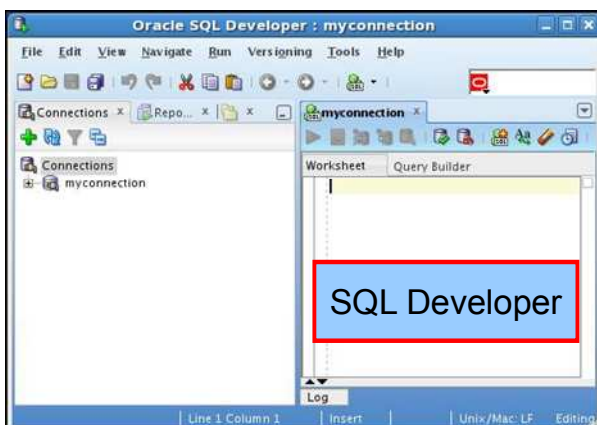 Oracle SQL Developer : myconnection
File Edit View Navigate Run Versioning Tools Help
Connections
Repo...
myconnection
Connections
myconnection
Worksheet Query Builder
SQL Developer
Log
Line 1 Column 1 Insert Unix/Mac: LF Editing